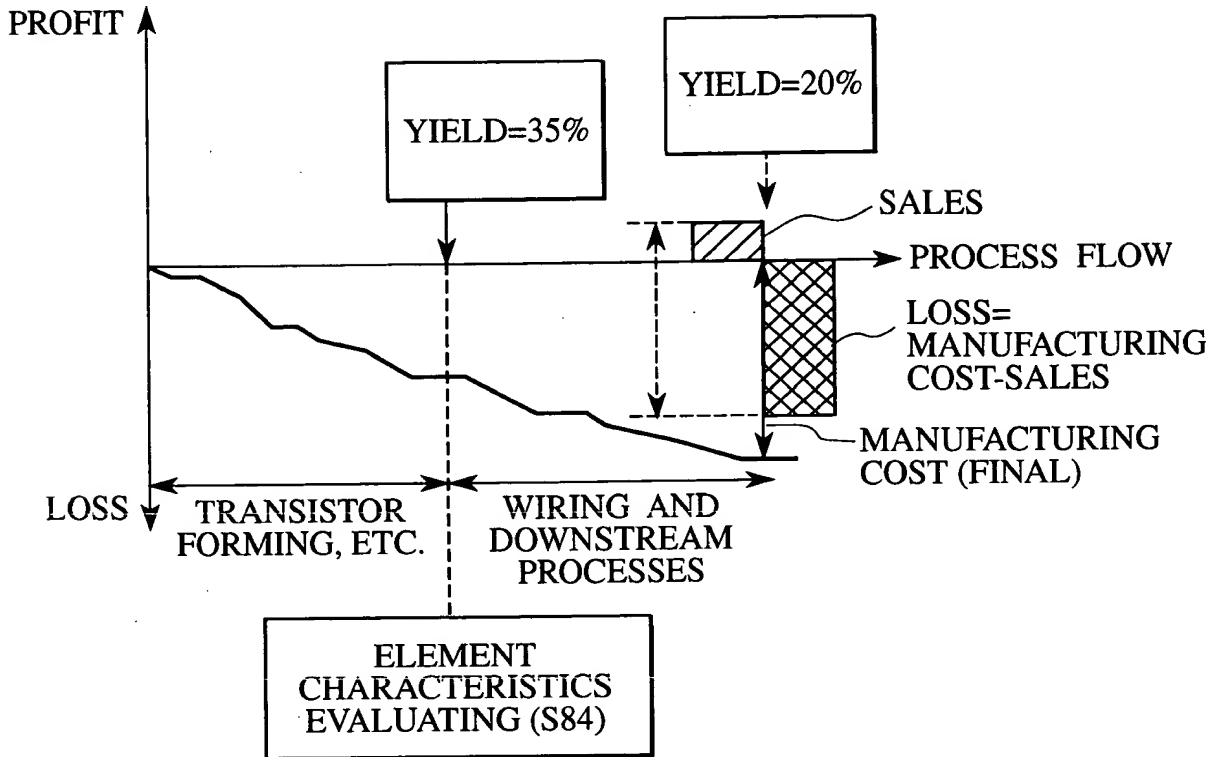 PROFIT
YIELD=35%
YIELD=20%
SALES
PROCESS FLOW
LOSS=
MANUFACTURING
COST-SALES
MANUFACTURING
COST (FINAL)
LOSS
TRANSISTOR
FORMING, ETC.
WIRING AND
DOWNSTREAM
PROCESSES
ELEMENT
CHARACTERISTICS
EVALUATING (S84)